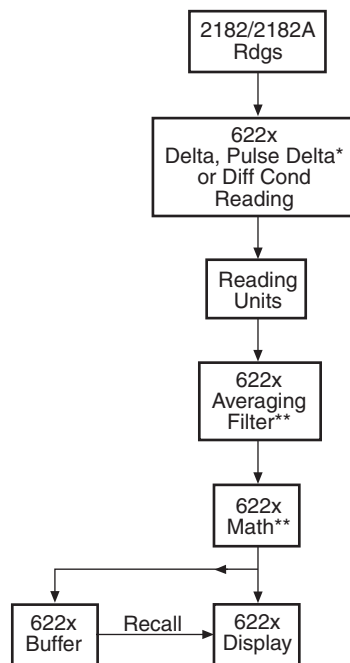 2182/2182A
Rdgs
622x
Delta, Pulse Delta*
or Diff Cond
Reading
Reading
Units
622x
Averaging
Filter**
622x
Math**
622x
Buffer
Recall
622x
Display